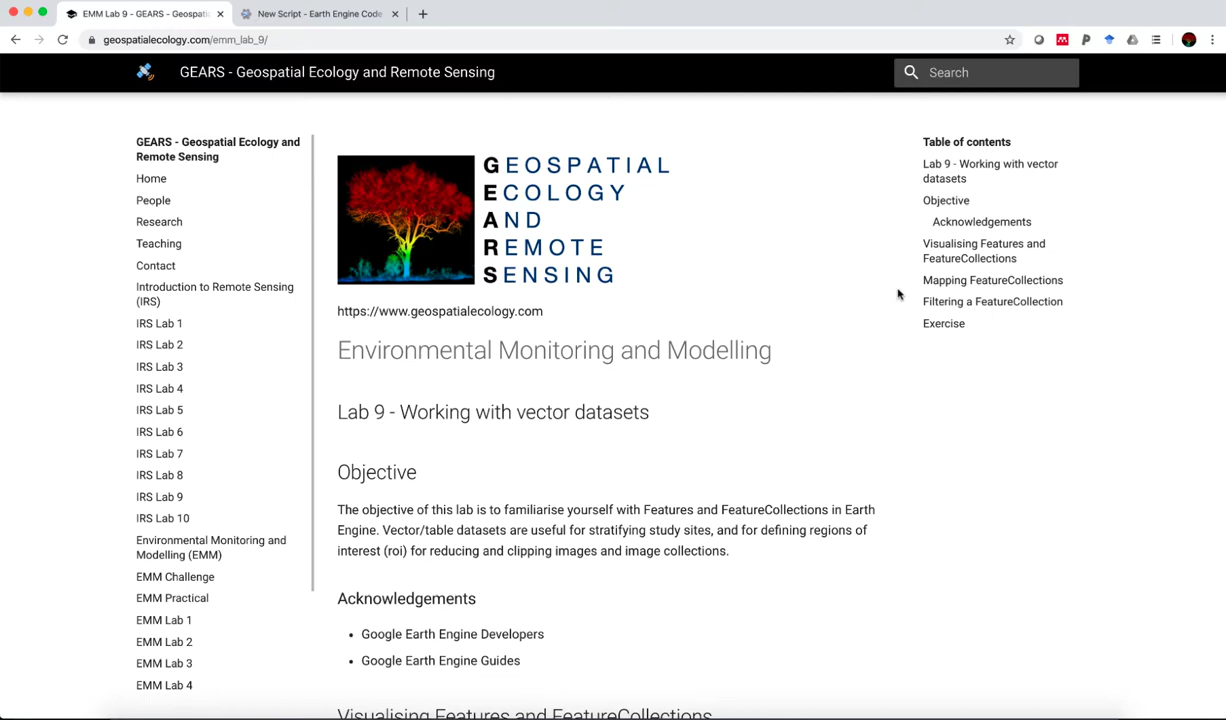 EMM Lab 9 - GEARS - Geospati
New Script - Earth Engine Code
geospatialecology.com/emm_lab_9/
GEARS - Geospatial Ecology and Remote Sensing
Search
GEARS - Geospatial Ecology and
Remote Sensing
Home
People
Research
Teaching
Contact
Introduction to Remote Sensing
(IRS)
IRS Lab 1
IRS Lab 2
IRS Lab 3
IRS Lab 4
IRS Lab 5
IRS Lab 6
IRS Lab 7
IRS Lab 8
IRS Lab 9
IRS Lab 10
Environmental Monitoring and
Modelling (EMM)
EMM Challenge
EMM Practical
EMM Lab 1
EMM Lab 2
EMM Lab 3
EMM Lab 4
GEOSPATIAL
ECOLOGY
AND
REMOTE
SENSING
https://www.geospatialecology.com
Environmental Monitoring and Modelling
Lab 9 - Working with vector datasets
Objective
The objective of this lab is to familiarise yourself with Features and FeatureCollections in Earth
Engine. Vector/table datasets are useful for stratifying study sites, and for defining regions of
interest (roi) for reducing and clipping images and image collections.
Acknowledgements
• Google Earth Engine Developers
• Google Earth Engine Guides
Visualising Features and FeatureCollections
Table of contents
Lab 9 - Working with vector
datasets
Objective
Acknowledgements
Visualising Features and
FeatureCollections
Mapping FeatureCollections
Filtering a FeatureCollection
Exercise